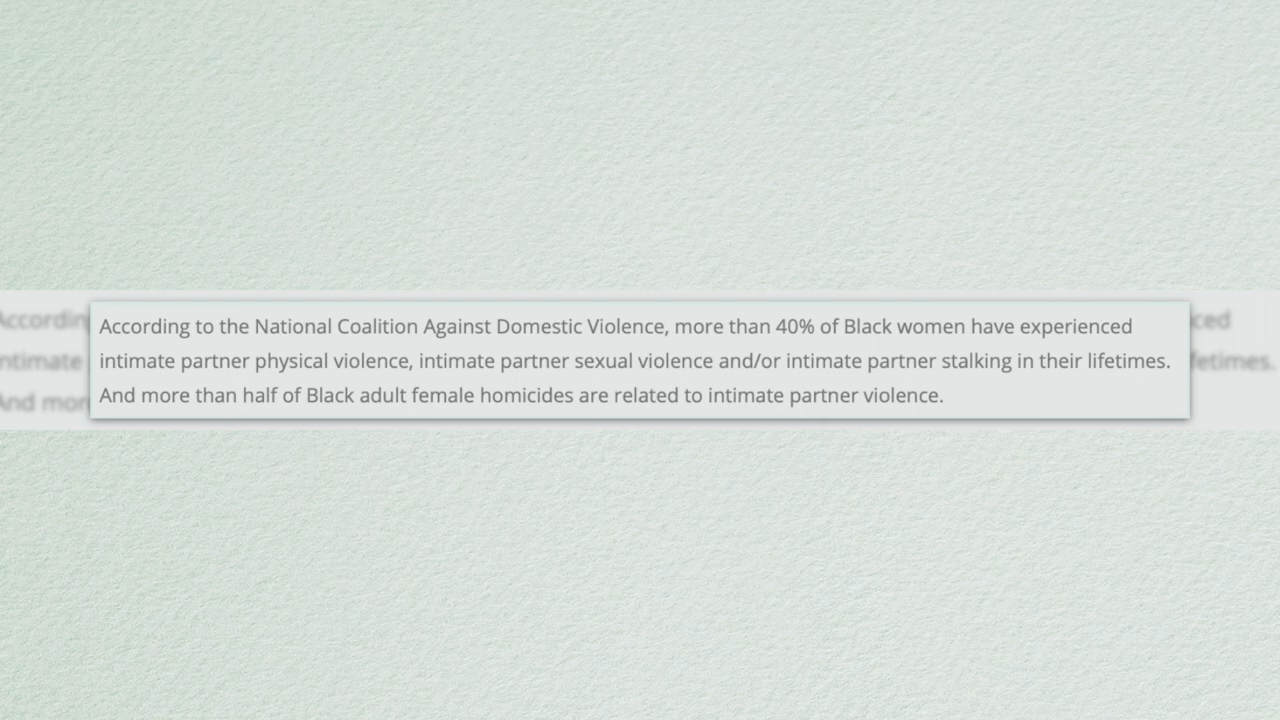 According to the National Coalition Against Domestic Violence, more than 40% of Black women have experienced
intimate partner physical violence, intimate partner sexual violence and/or intimate partner stalking in their lifetimes.
And more than half of Black adult female homicides are related to intimate partner violence.